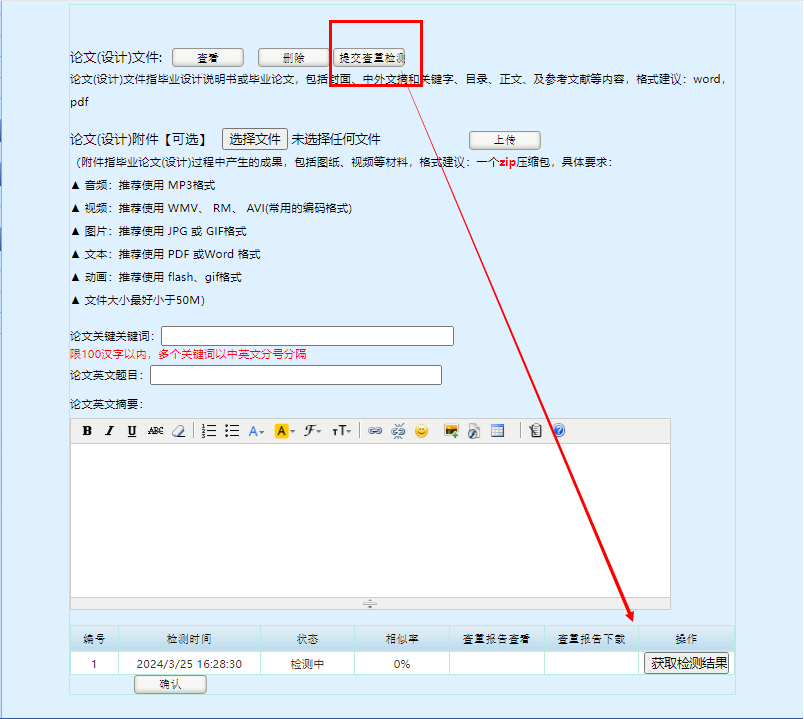 论文(设计)文件: 查看 删除 提交查重检测
论文(设计)文件指毕业设计说明书或毕业论文，包括封面、中外文摘和关键字、目录、正文、及参考文献等内容，格式建议：word，
pdf
论文(设计)附件【可选】 选择文件 未选择任何文件 上传
（附件指毕业论文(设计)过程中产生的成果，包括图纸、视频等材料，格式建议：一个zip压缩包，具体要求：
▲ 音频：推荐使用 MP3格式
▲ 视频：推荐使用 WMV、 RM、 AVI(常用的编码格式)
▲ 图片：推荐使用 JPG 或 GIF格式
▲ 文本：推荐使用 PDF 或Word 格式
▲ 动画：推荐使用 flash、gif格式
▲ 文件大小最好小于50M）
论文关键关键词：
限100汉字以内，多个关键词以中英文分号分隔
论文英文题目：
论文英文摘要：
B I U ABC A A F TT
编号 检测时间 状态 相似率 查重报告查看 查重报告下载 操作
1 2024/3/25 16:28:30 检测中 0% 获取检测结果
确认